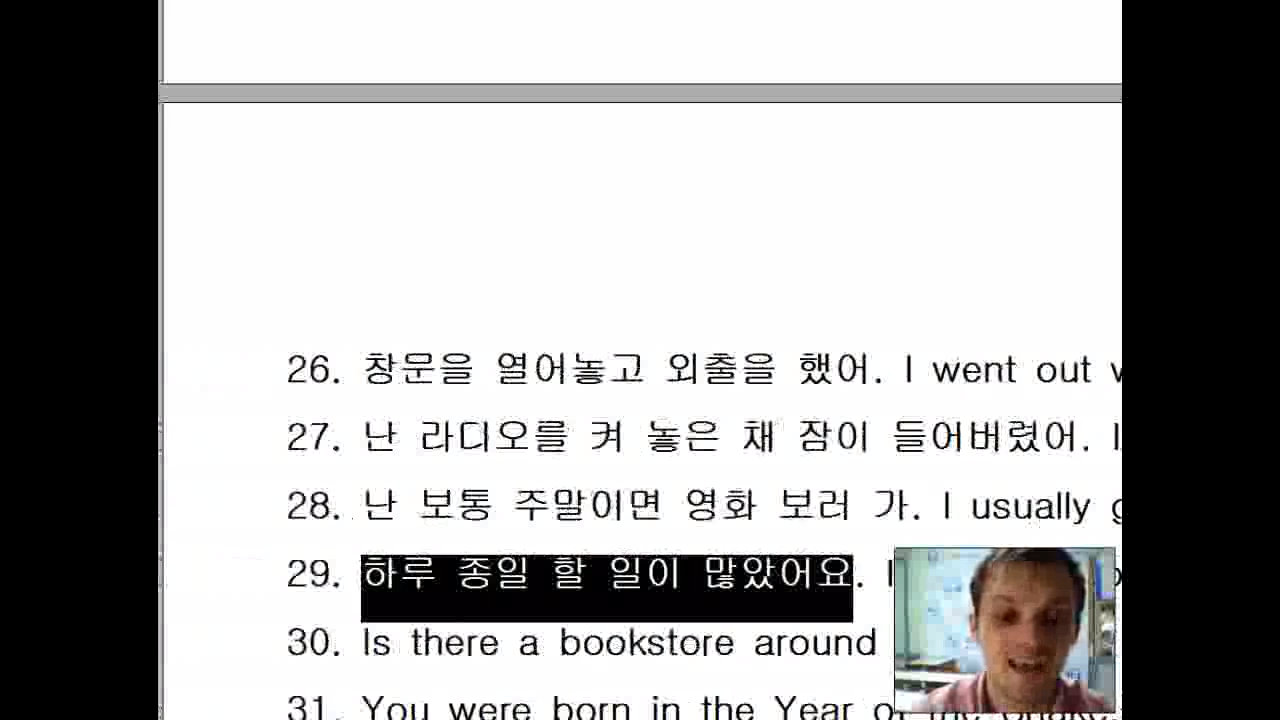 26. 창문을 열어놓고 외출을 했어. I went out
27. 난 라디오를 켜 놓은 채 잠이 들어버렸어. I
28. 난 보통 주말이면 영화 보러 가. I usually
29. 하루 종일 할 일이 많았어요. I
30. Is there a bookstore around
31. You were born in the Year of the